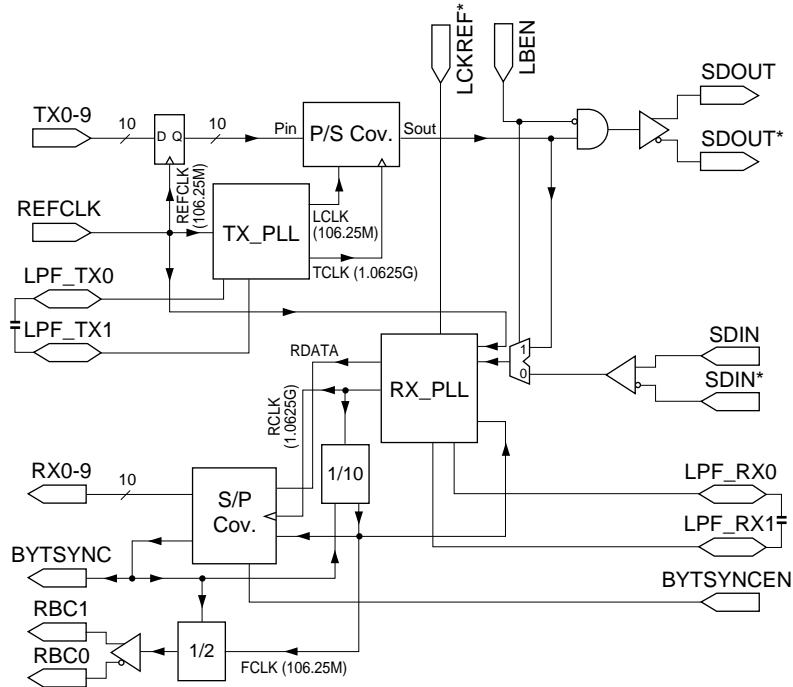 LCKREF*
LBEN
SDOUT
SDOUT*
TX0-9
10
D Q
10
Pin
P/S Cov.
Sout
REFCLK
(106.25M)
LCLK
(106.25M)
REFCLK
TX_PLL
TCLK (1.0625G)
LPF_TX0
LPF_TX1
RDATA
RX_PLL
1
0
SDIN
SDIN*
RCLK
(1.0625G)
RX0-9
10
S/P
Cov.
1/10
LPF_RX0
LPF_RX1
BYTSYNC
BYTSYNCEN
RBC1
RBC0
1/2
FCLK (106.25M)